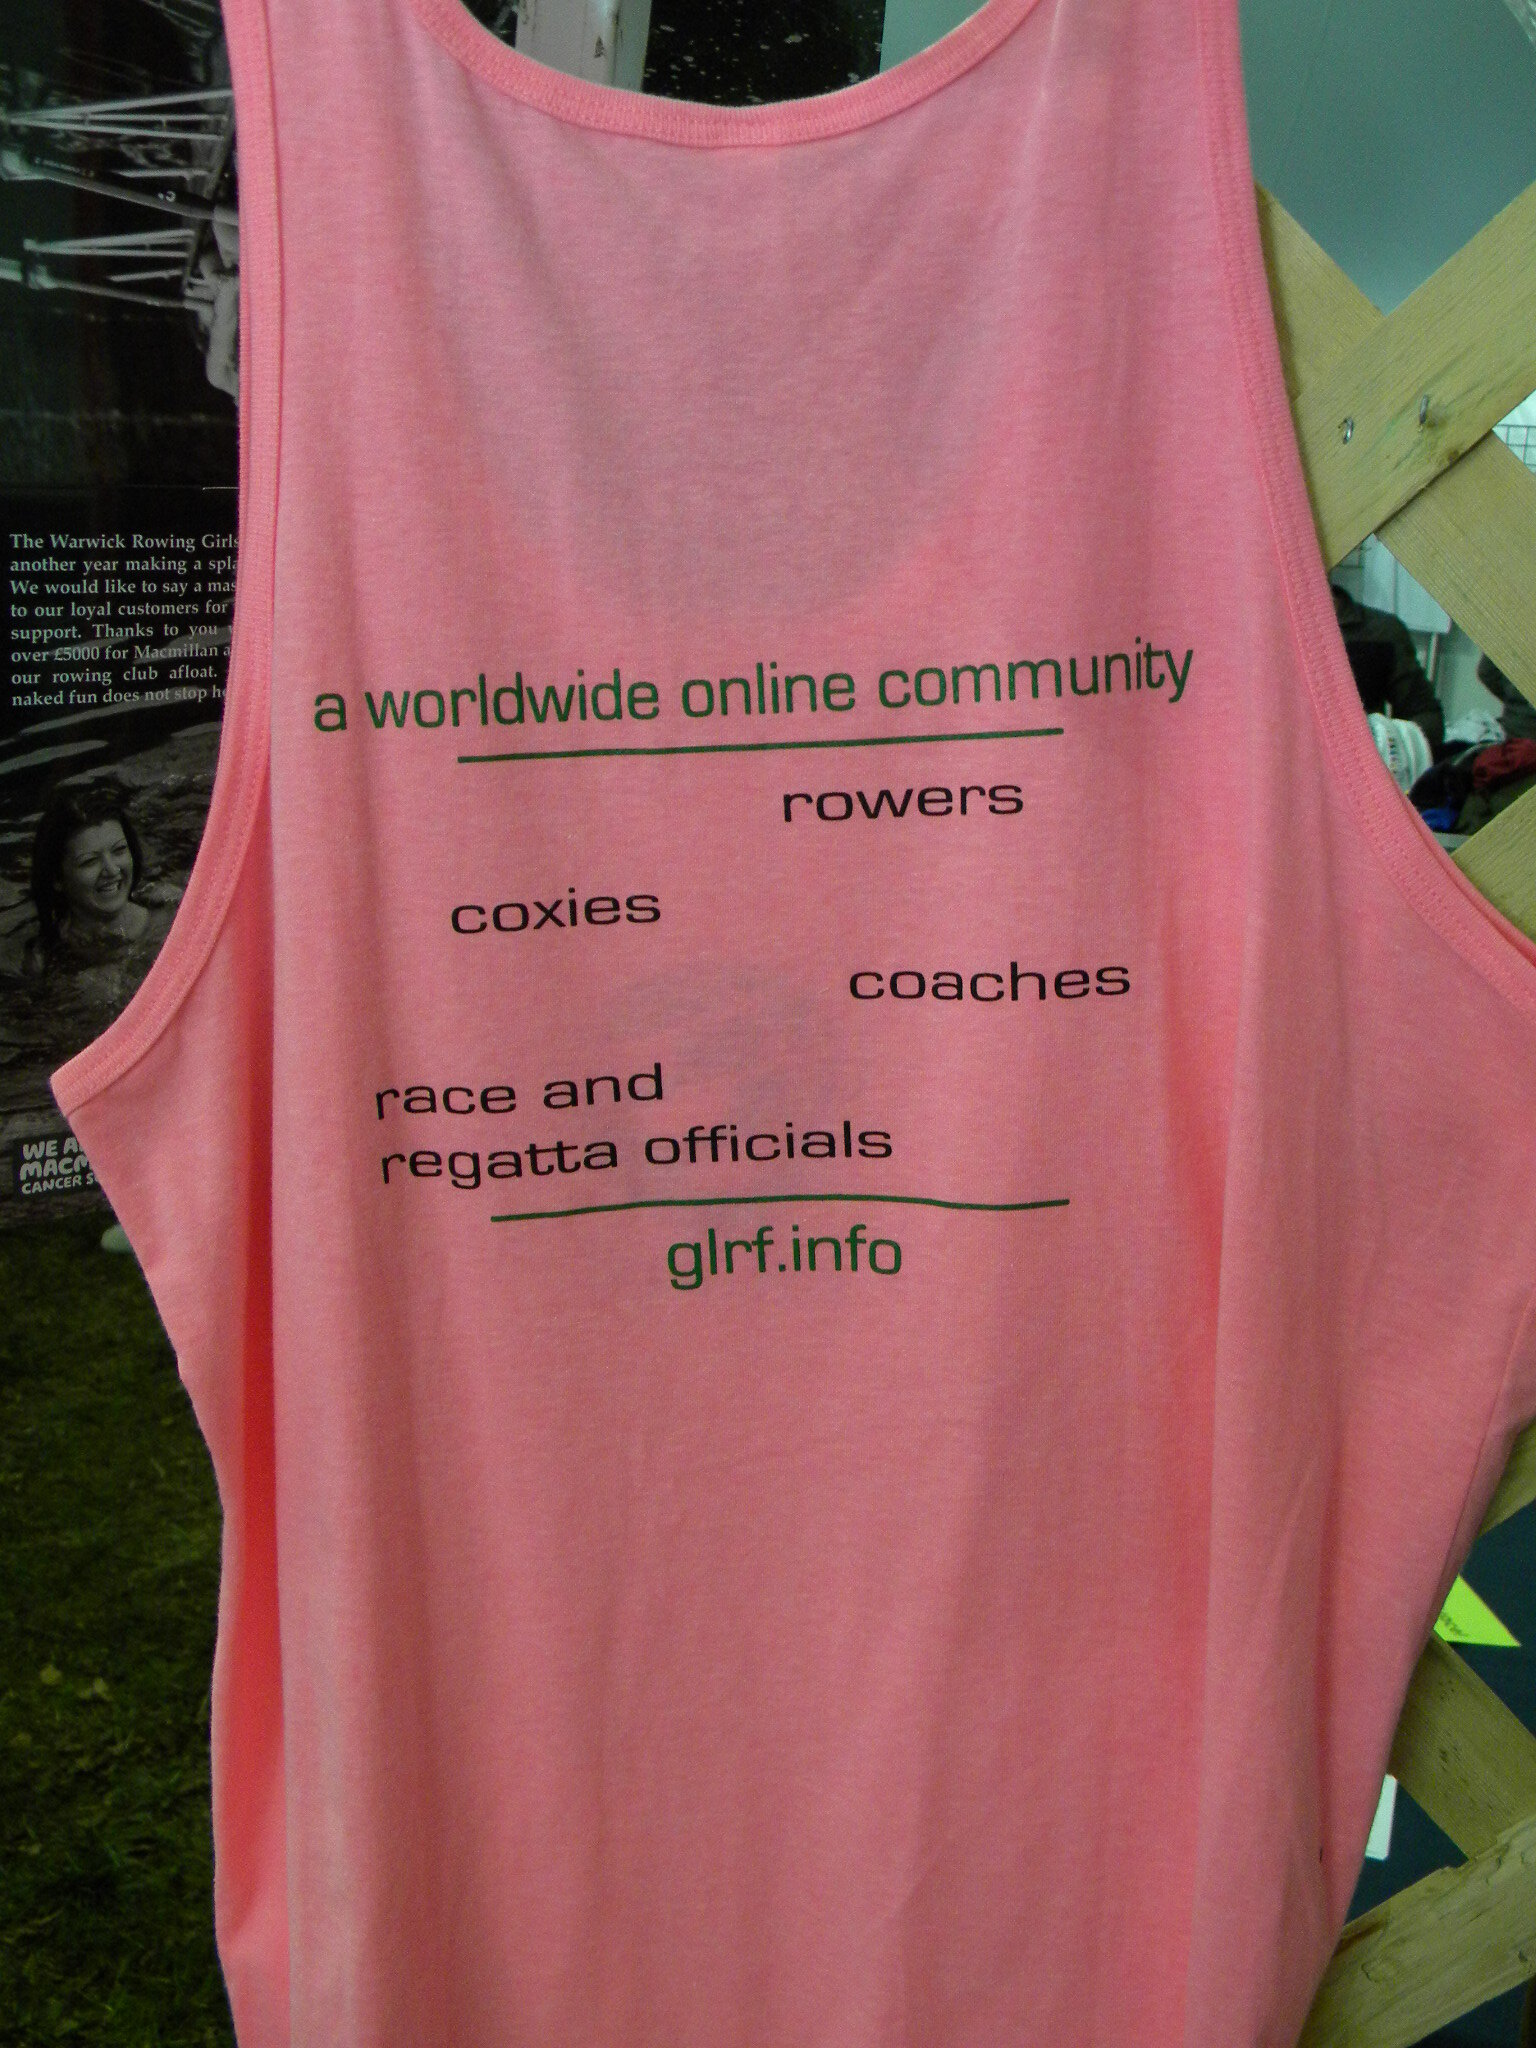 The Warwick Rowing Girls
another year making a
We would like to say a
to our loyal customers for
support. Thanks to you
over £5000 for Macmillan
our rowing club afloat.
naked fun does not stop
WE
CANCER
a worldwide online community
rowers
coxies
coaches
race and
regatta officials
glrf.info